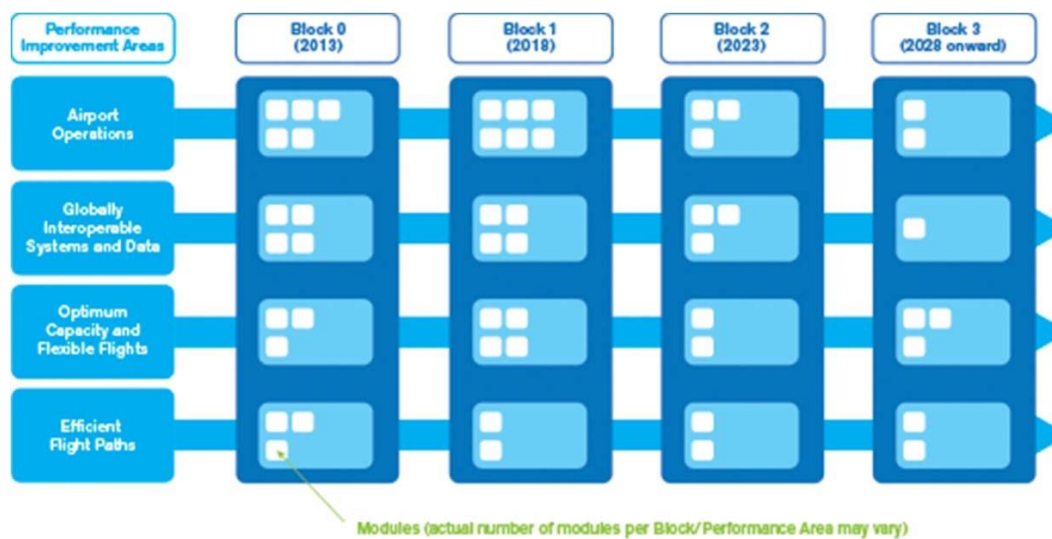 Performance
Improvement Areas
Block 0
(2013)
Block 1
(2018)
Block 2
(2023)
Block 3
(2028 onward)
Airport
Operations
Globally
Interoperable
Systems and Data
Optimum
Capacity and
Flexible Flights
Efficient
Flight Paths
Modules (actual number of modules per Block/Performance Area may vary)